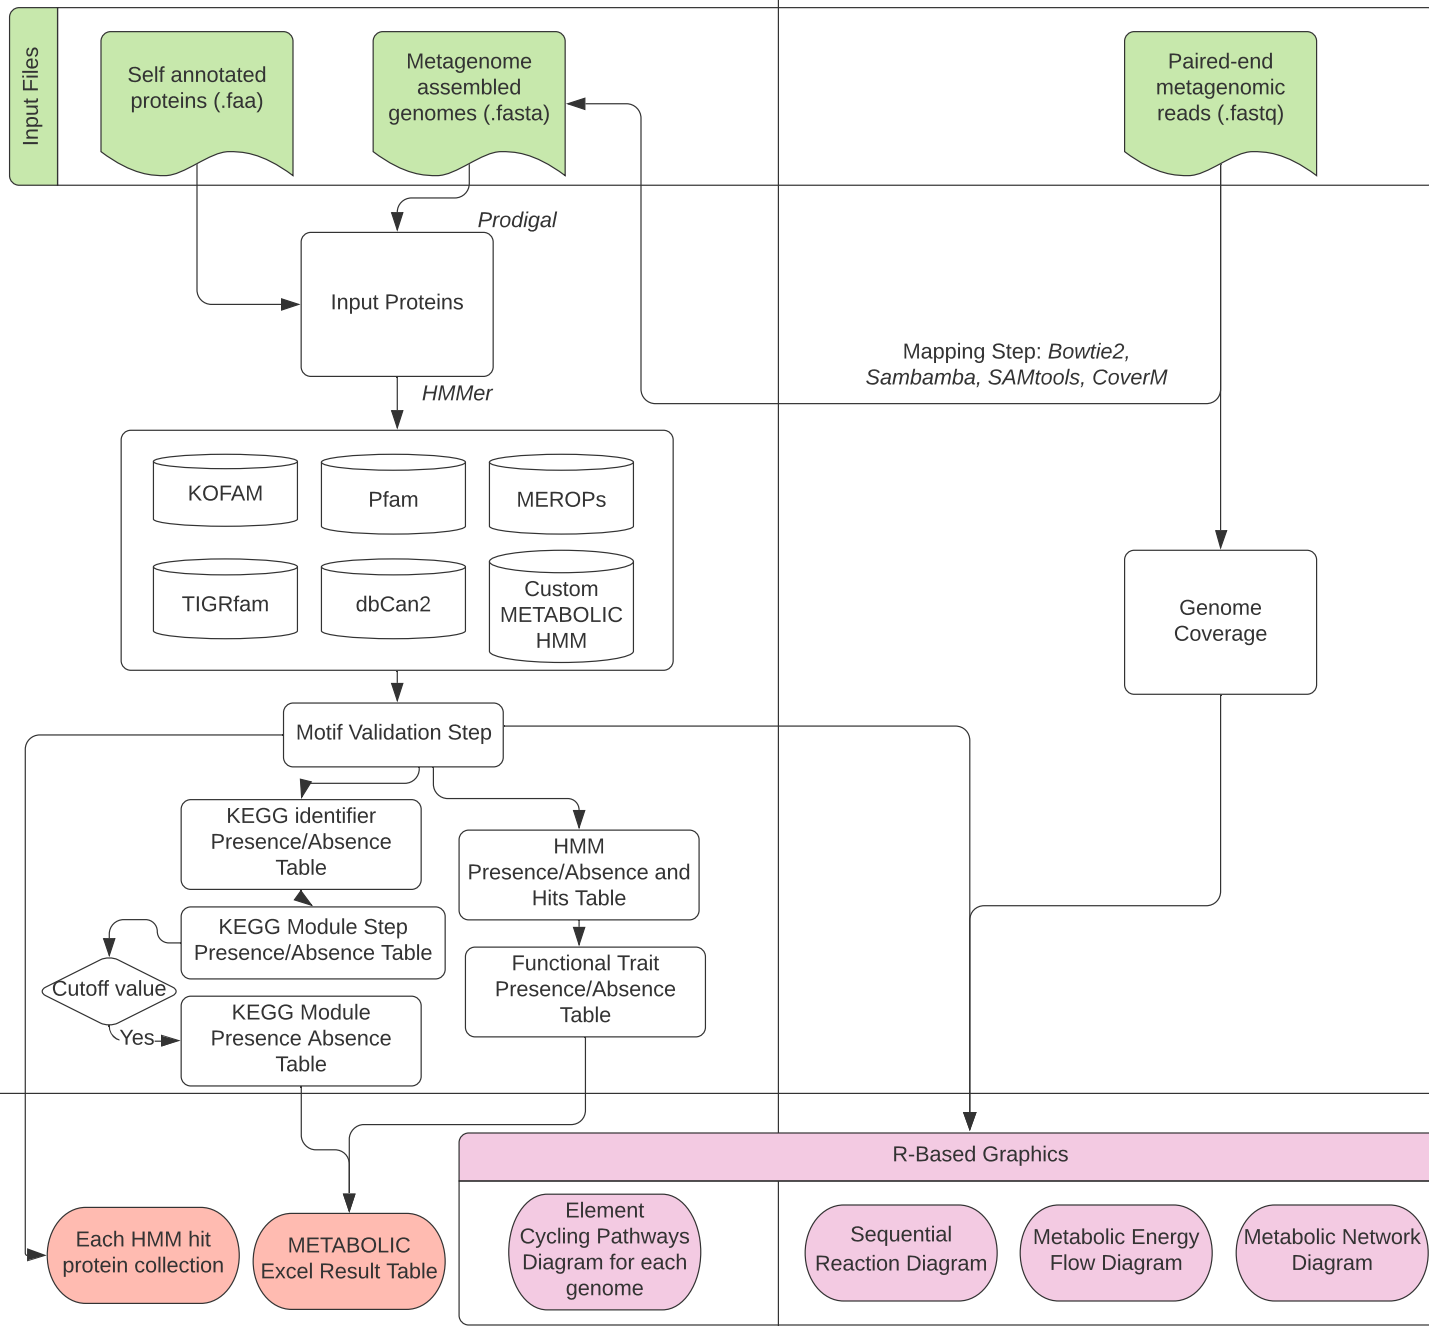 Input Files
Self annotated
proteins (.faa)
Metagenome
assembled
genomes (.fasta)
Paired-end
metagenomic
reads (.fastq)
Prodigal
Input Proteins
HMMer
Mapping Step: Bowtie2,
Sambamba, SAMtools, CoverM
KOFAM
Pfam
MEROPs
TIGRfam
dbCan2
Custom
METABOLIC
HMM
Genome
Coverage
Motif Validation Step
KEGG identifier
Presence/Absence
Table
HMM
Presence/Absence and
Hits Table
KEGG Module Step
Presence/Absence Table
Cutoff value
Yes
KEGG Module
Presence Absence
Table
Functional Trait
Presence/Absence
Table
R-Based Graphics
Each HMM hit
protein collection
METABOLIC
Excel Result Table
Element
Cycling Pathways
Diagram for each
genome
Sequential
Reaction Diagram
Metabolic Energy
Flow Diagram
Metabolic Network
Diagram